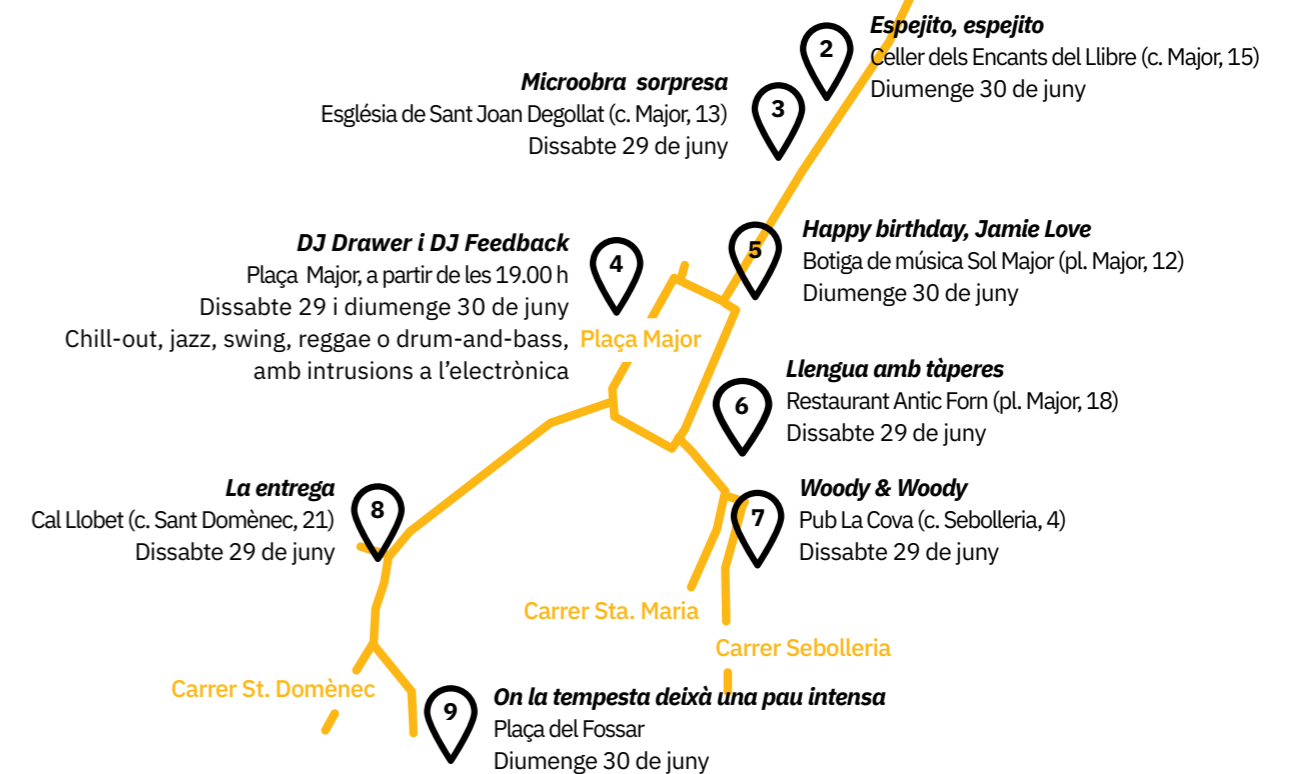 2
Espejito, espejito
Celler dels Encants del Llibre (c. Major, 15)
Diumenge 30 de juny
3
Microobra sorpresa
Església de Sant Joan Degollat (c. Major, 13)
Dissabte 29 de juny
4
DJ Drawer i DJ Feedback
Plaça Major, a partir de les 19.00 h
Dissabte 29 i diumenge 30 de juny
Chill-out, jazz, swing, reggae o drum-and-bass,
amb intrusions a l’electrònica
Plaça Major
5
Happy birthday, Jamie Love
Botiga de música Sol Major (pl. Major, 12)
Diumenge 30 de juny
6
Llengua amb tàperes
Restaurant Antic Forn (pl. Major, 18)
Dissabte 29 de juny
7
Woody & Woody
Pub La Cova (c. Sebolleria, 4)
Dissabte 29 de juny
8
La entrega
Cal Llobet (c. Sant Domènec, 21)
Dissabte 29 de juny
Carrer Sta. Maria
Carrer Sebolleria
Carrer St. Domènec
9
On la tempesta deixà una pau intensa
Plaça del Fossar
Diumenge 30 de juny